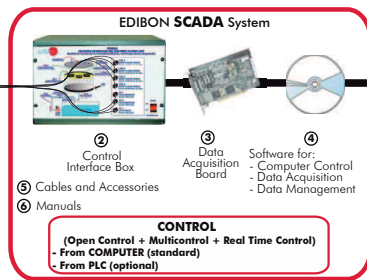 EDIBON SCADA System
②
Control
Interface Box
③
Data
Acquisition
Board
④
Software for:
- Computer Control
- Data Acquisition
- Data Management
⑤ Cables and Accessories
⑥ Manuals
CONTROL
(Open Control + Multicontrol + Real Time Control)
- From COMPUTER (standard)
- From PLC (optional)